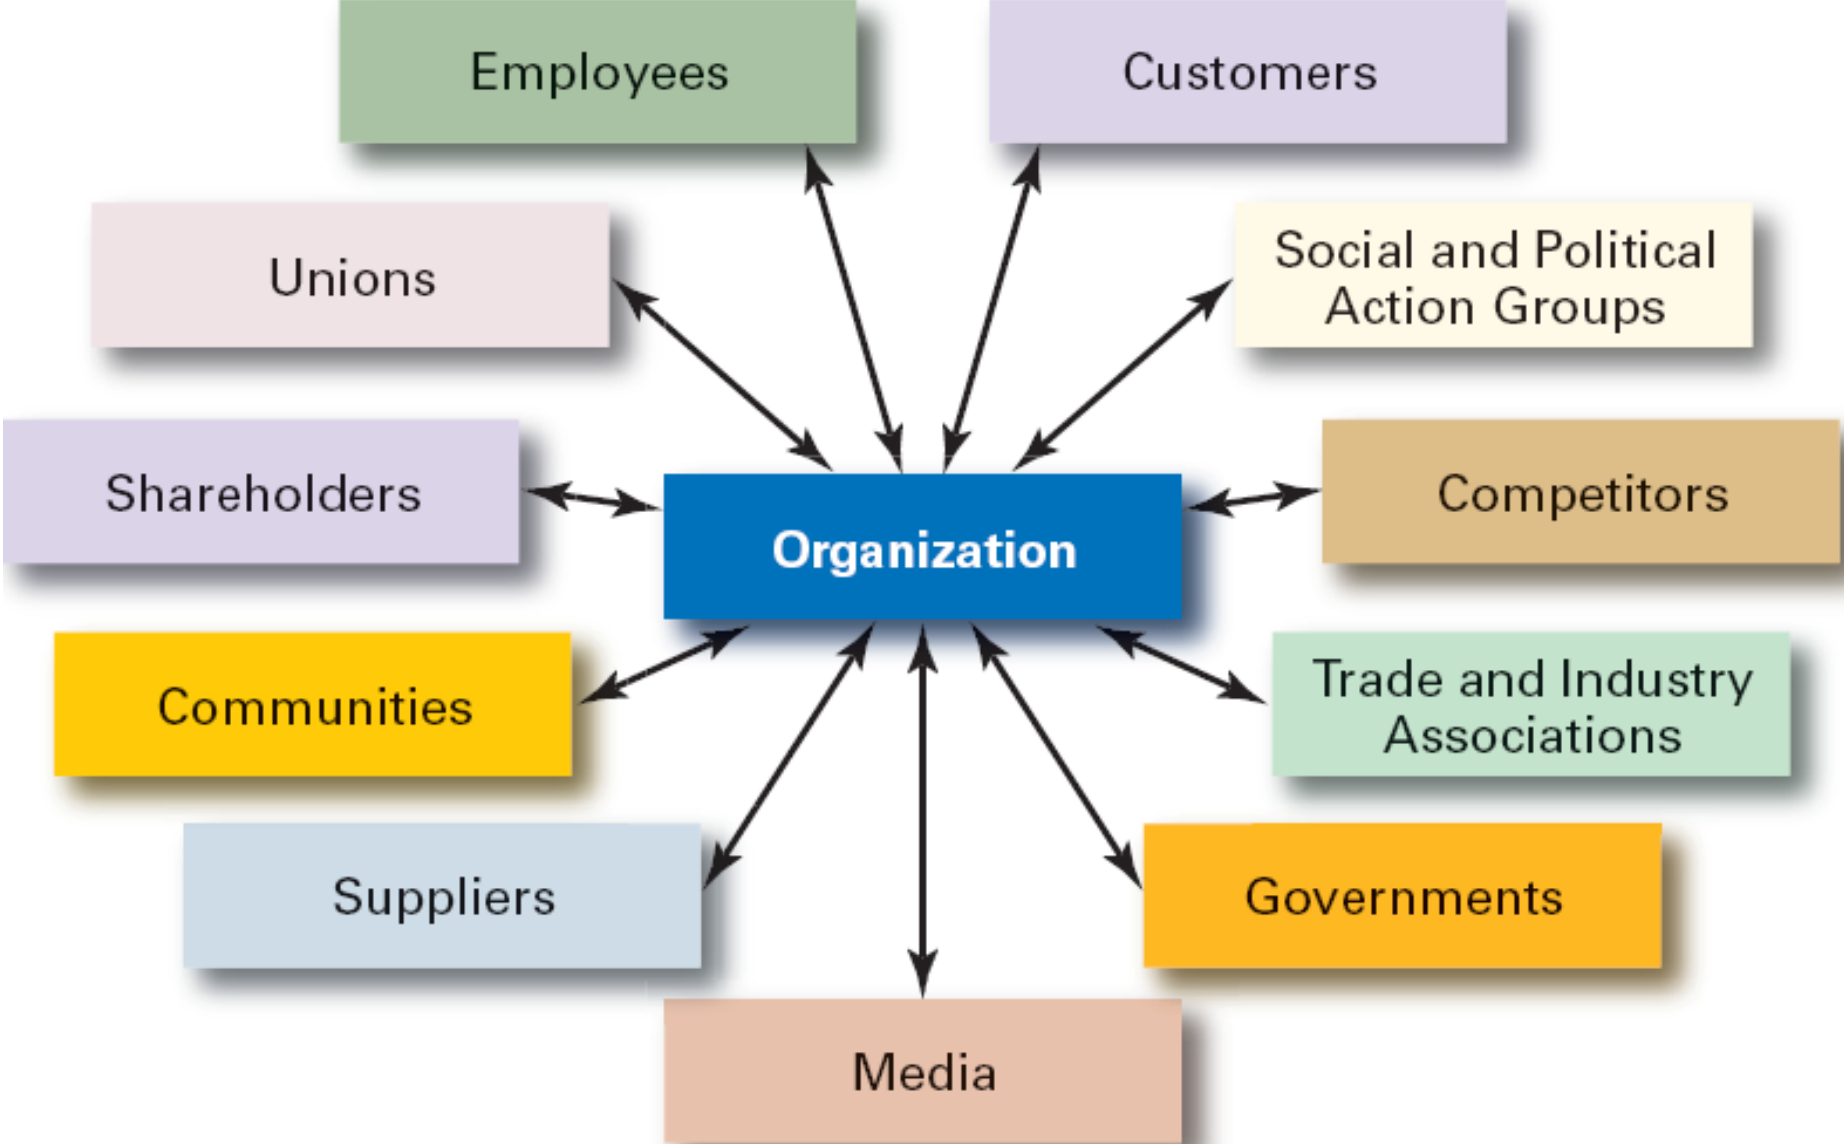 Employees
Customers
Unions
Social and Political
Action Groups
Shareholders
Competitors
Organization
Communities
Trade and Industry
Associations
Suppliers
Governments
Media